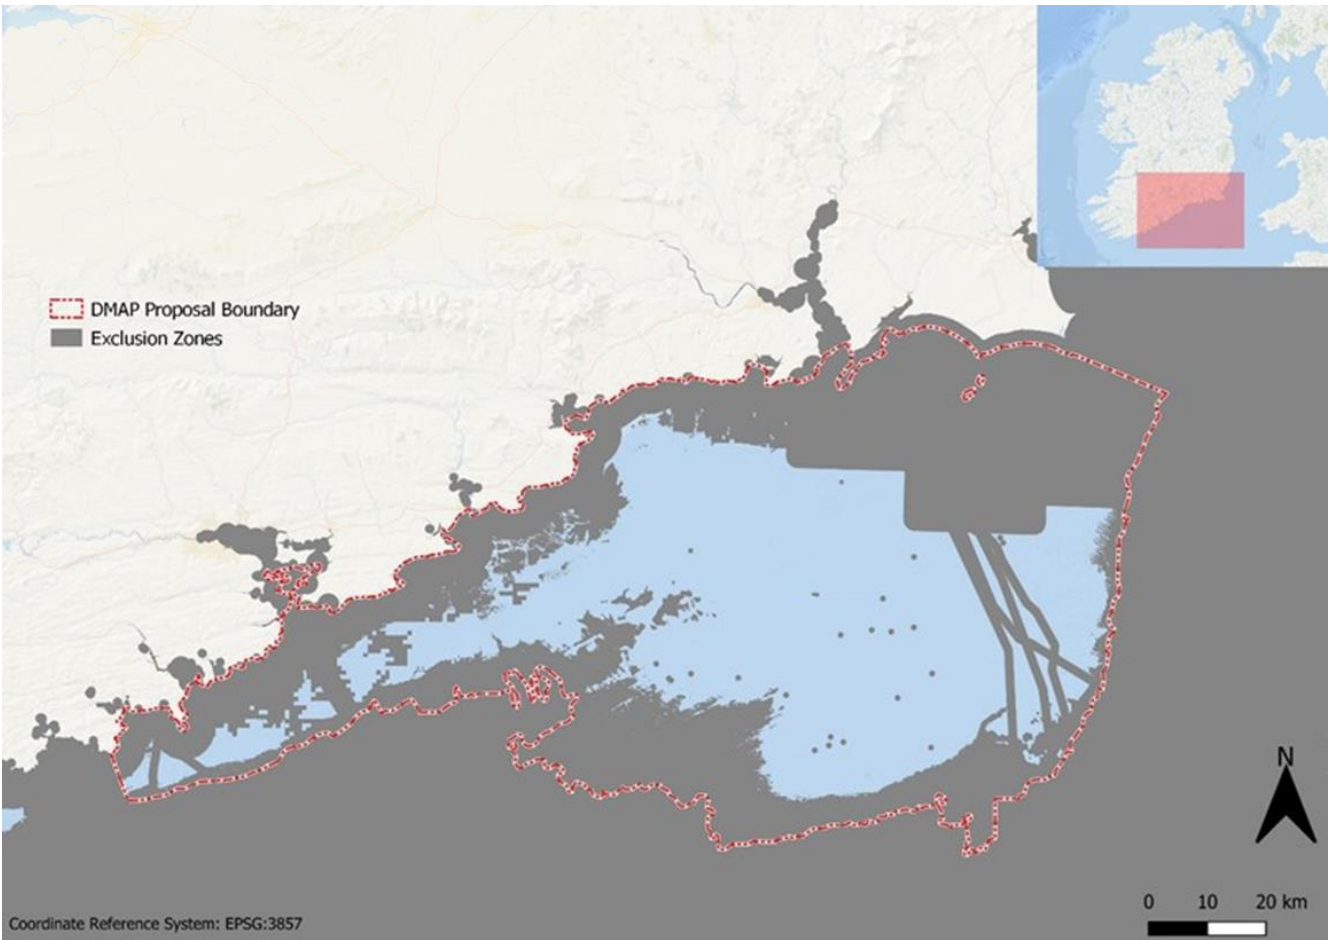 DMAP Proposal Boundary
Exclusion Zones
N
0 10 20 km
Coordinate Reference System: EPSG:3857